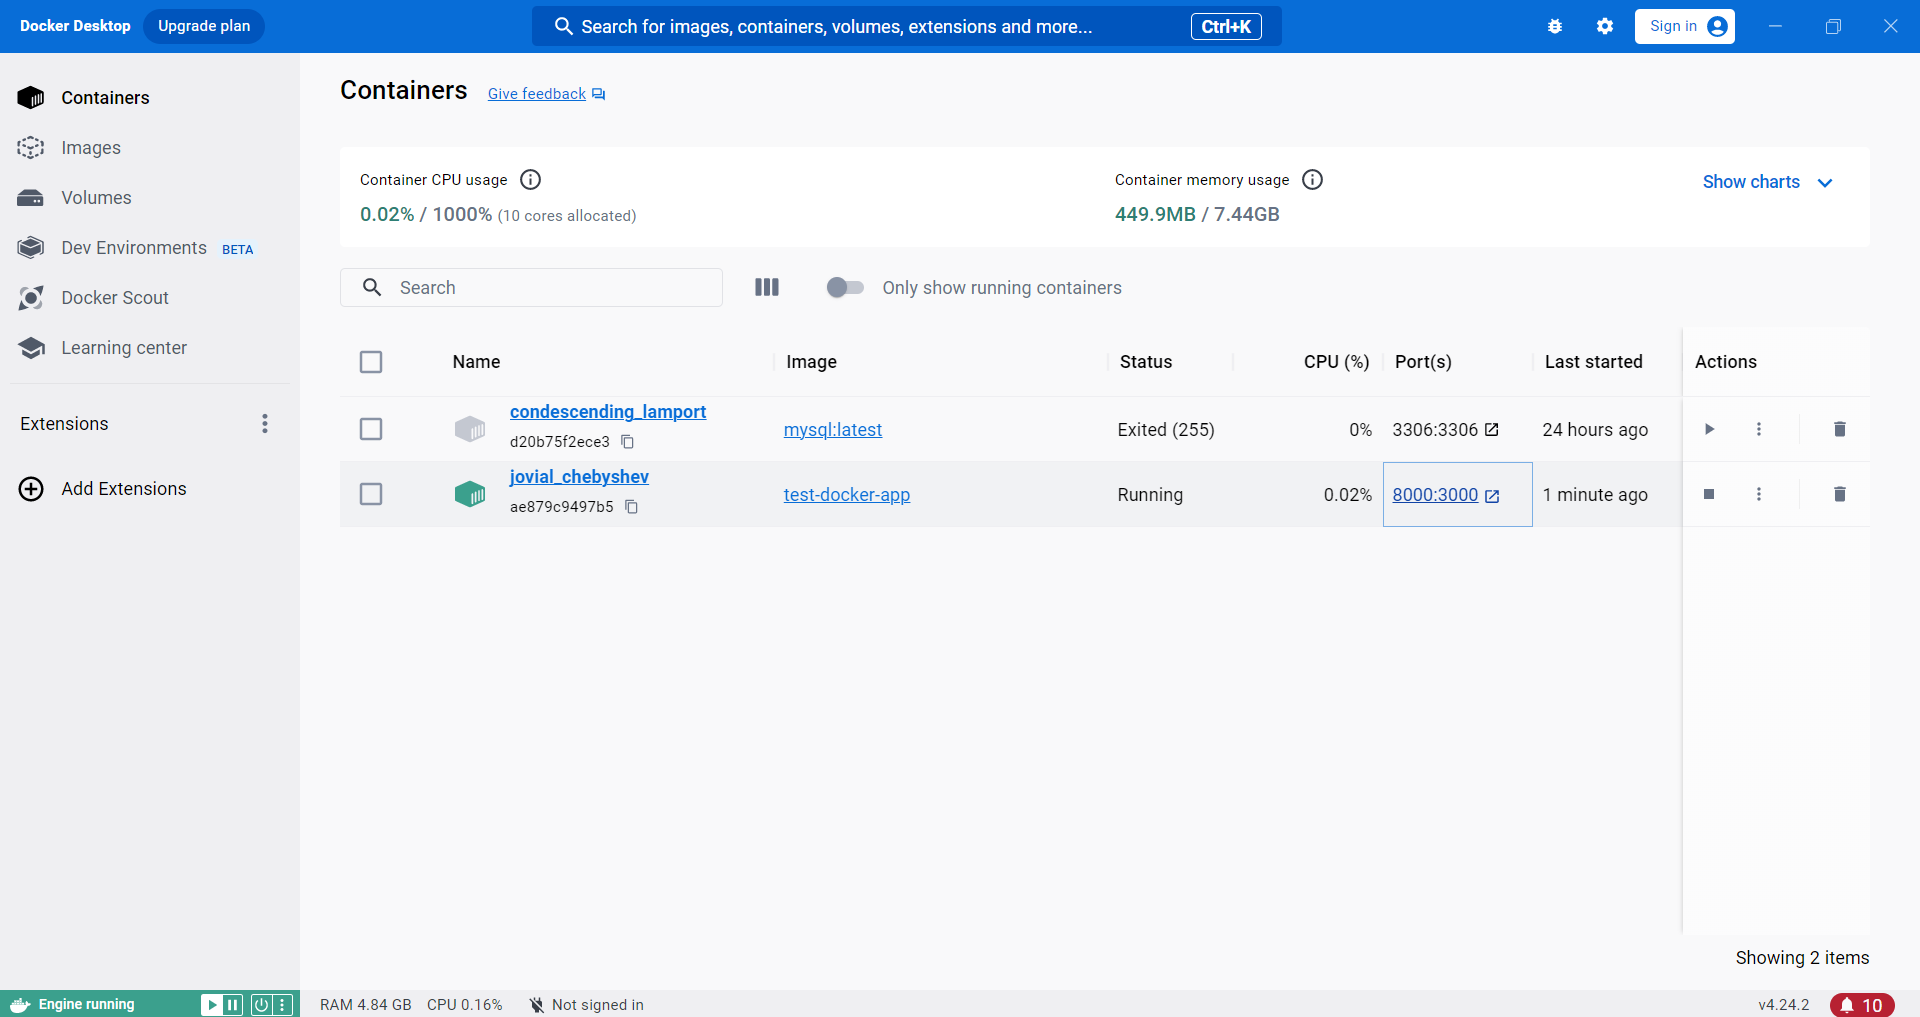 Docker Desktop Upgrade plan Search for images, containers, volumes, extensions and more... Ctrl+K Sign in
Containers
Images
Volumes
Dev Environments BETA
Docker Scout
Learning center
Extensions
Add Extensions
Containers Give feedback
Container CPU usage
0.02% / 1000% (10 cores allocated)
Container memory usage
449.9MB / 7.44GB
Show charts
Search Only show running containers
Name Image Status CPU (%) Port(s) Last started Actions
condescending_lamport
d20b75f2ece3
mysql:latest Exited (255) 0% 3306:3306 24 hours ago
jovial_chebyshev
ae879c9497b5
test-docker-app Running 0.02% 8000:3000 1 minute ago
Showing 2 items
Engine running RAM 4.84 GB CPU 0.16% Not signed in v4.24.2 10